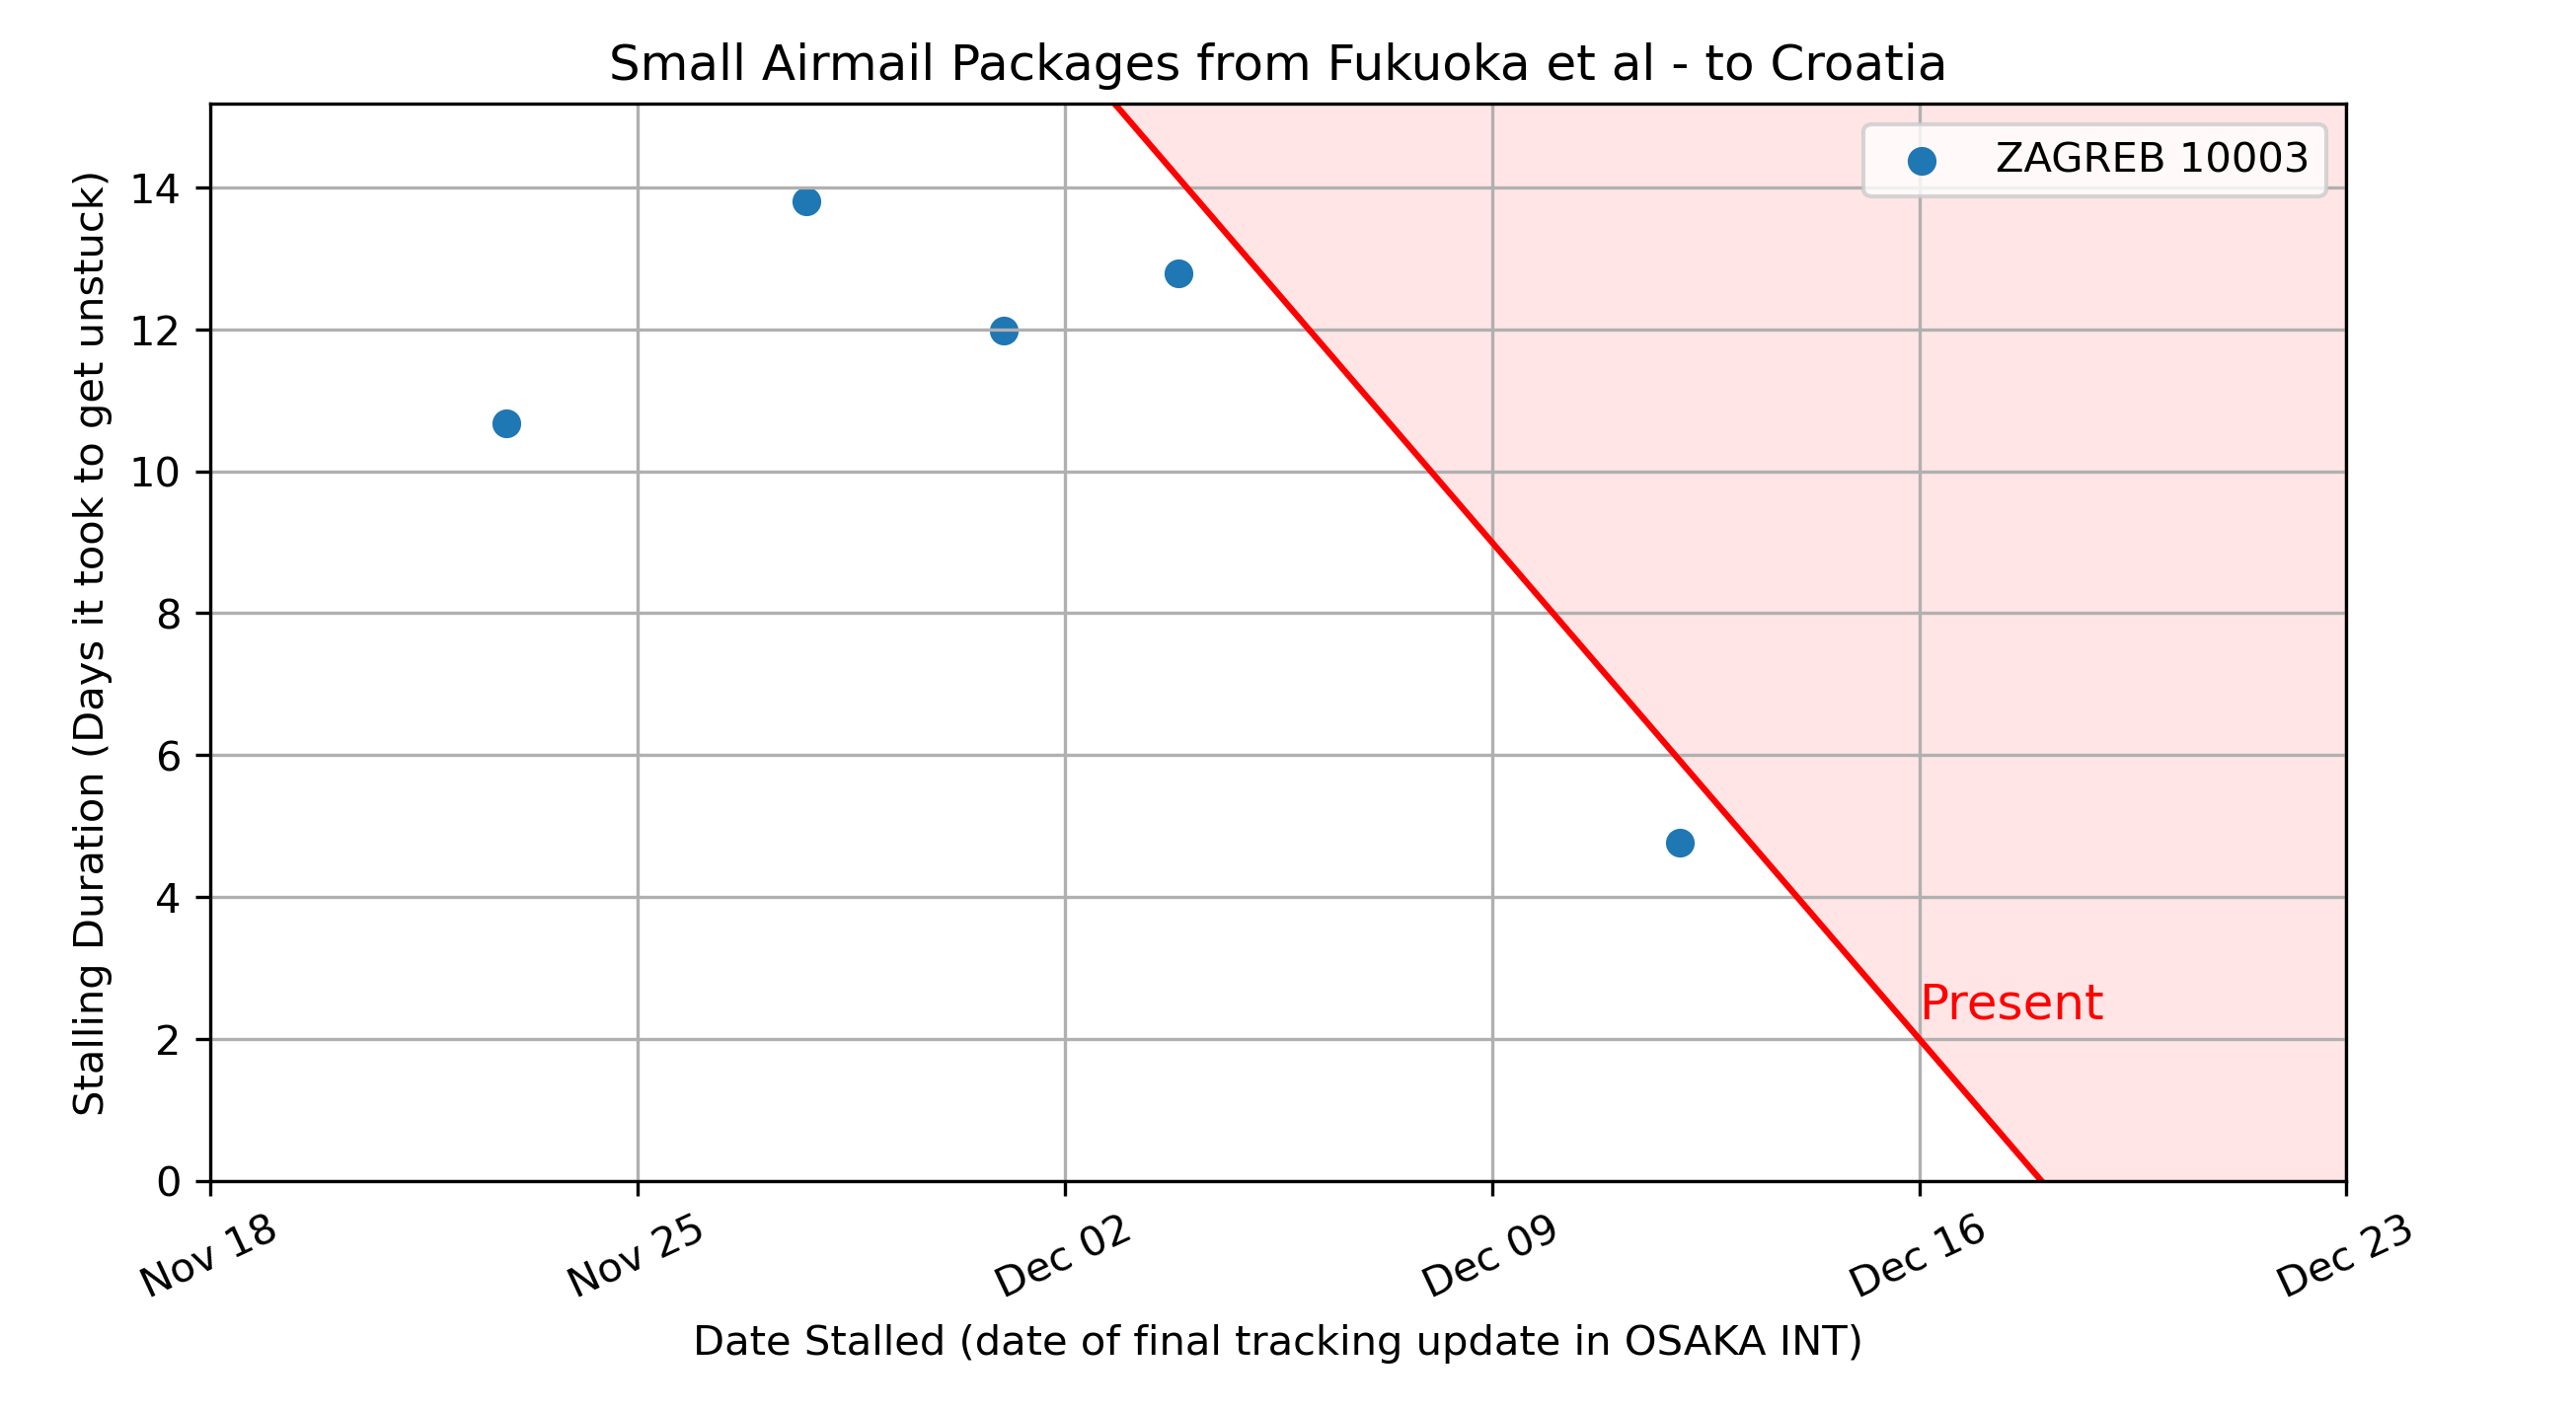 Small Airmail Packages from Fukuoka et al - to Croatia
ZAGREB 10003
Stalling Duration (Days it took to get unstuck)
14
12
10
8
6
4
2
0
Present
Nov 18
Nov 25
Dec 02
Dec 09
Dec 16
Dec 23
Date Stalled (date of final tracking update in OSAKA INT)